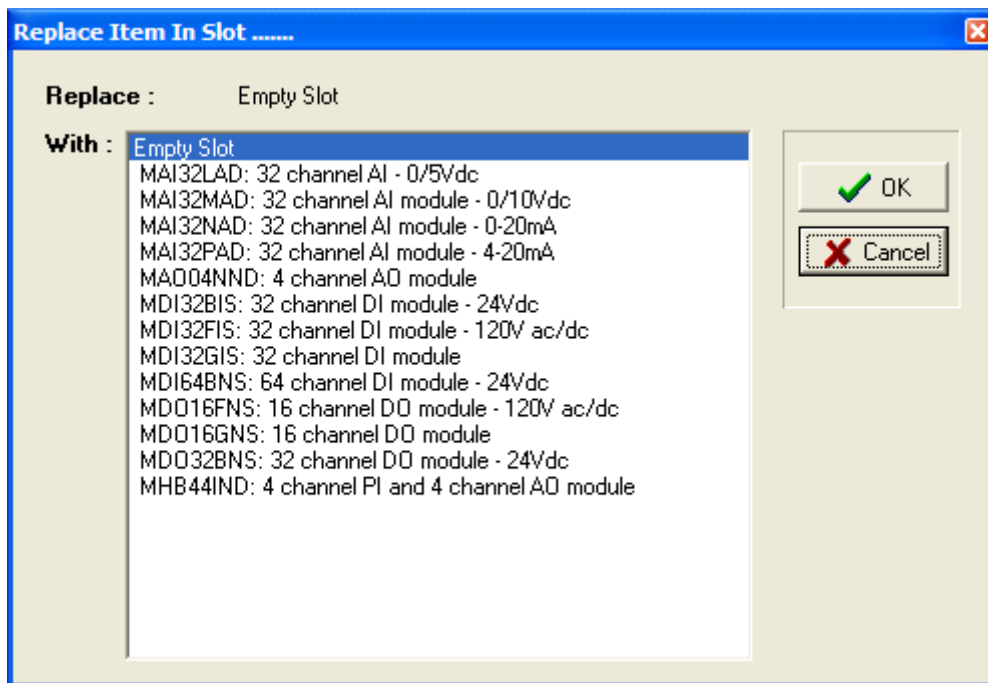 Replace Item In Slot .......
Replace : Empty Slot
With : Empty Slot
MAI32LAD: 32 channel AI - 0/5Vdc
MAI32MAD: 32 channel AI module - 0/10Vdc
MAI32NAD: 32 channel AI module - 0-20mA
MAI32PAD: 32 channel AI module - 4-20mA
MAO04NND: 4 channel AO module
MDI32BIS: 32 channel DI module - 24Vdc
MDI32FIS: 32 channel DI module - 120V ac/dc
MDI32GIS: 32 channel DI module
MDI64BNS: 64 channel DI module - 24Vdc
MDO16FNS: 16 channel DO module - 120V ac/dc
MDO16GNS: 16 channel DO module
MDO32BNS: 32 channel DO module - 24Vdc
MHB44IND: 4 channel PI and 4 channel AO module
OK
Cancel